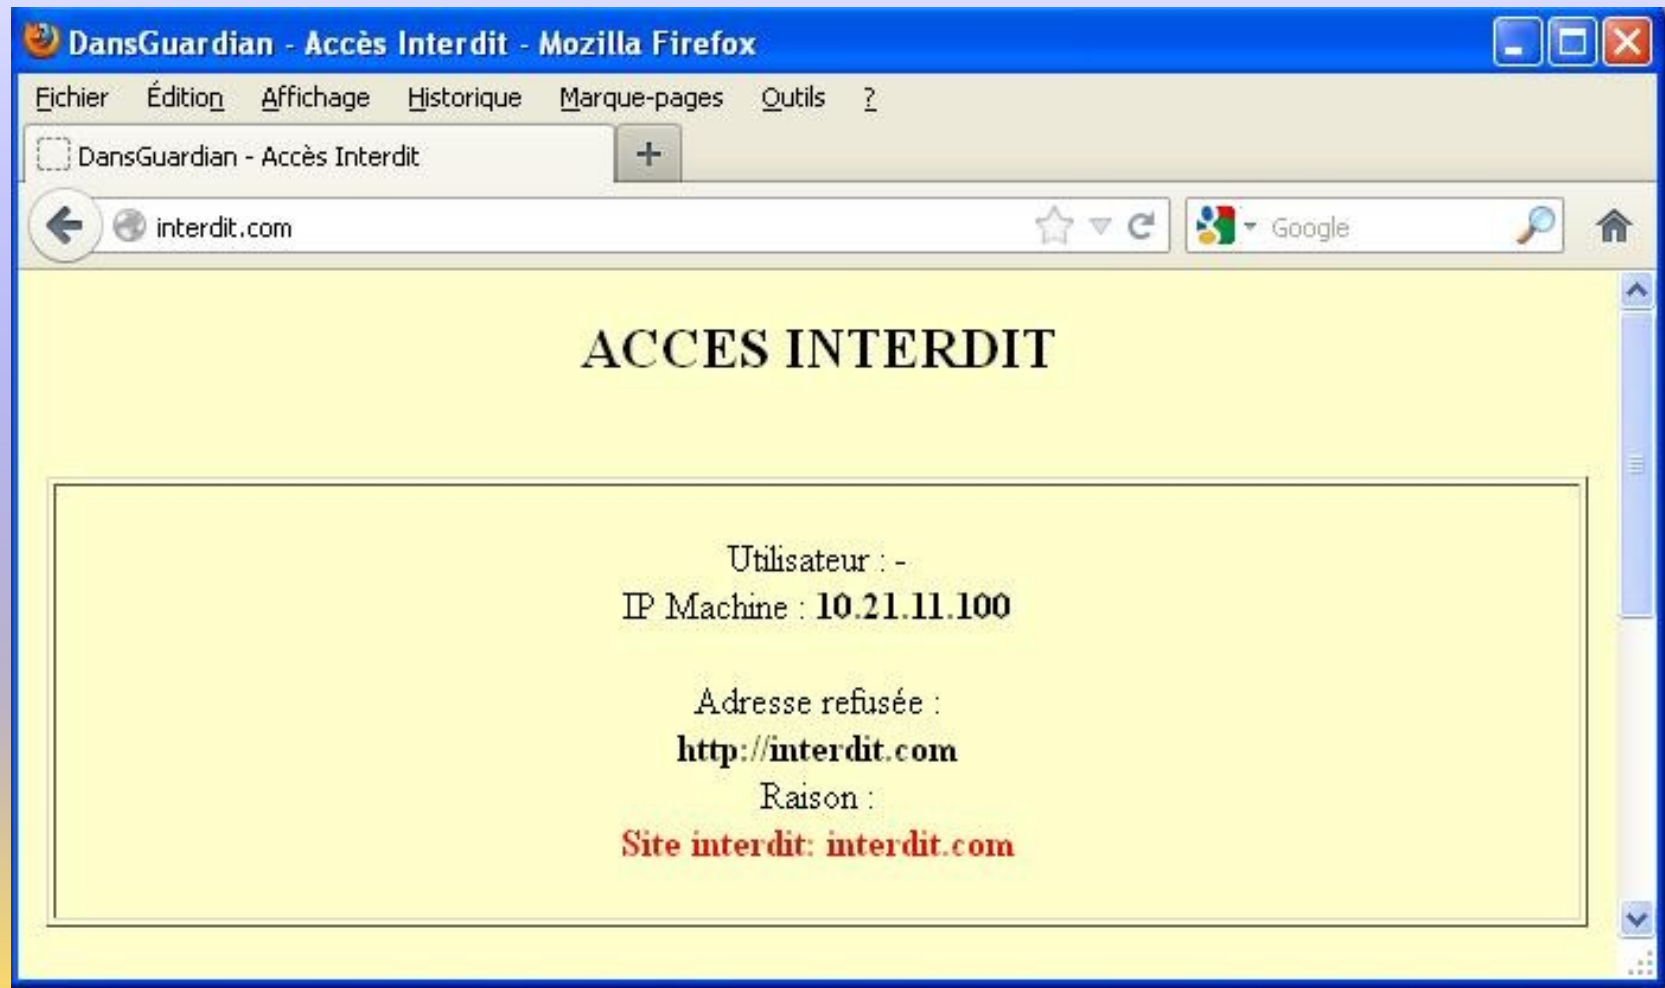 DansGuardian - Accès Interdit - Mozilla Firefox
Fichier Édition Affichage Historique Marque-pages Outils ?
DansGuardian - Accès Interdit +
interdit.com Google
ACCES INTERDIT
Utilisateur : -
IP Machine : 10.21.11.100
Adresse refusée :
http://interdit.com
Raison :
Site interdit: interdit.com